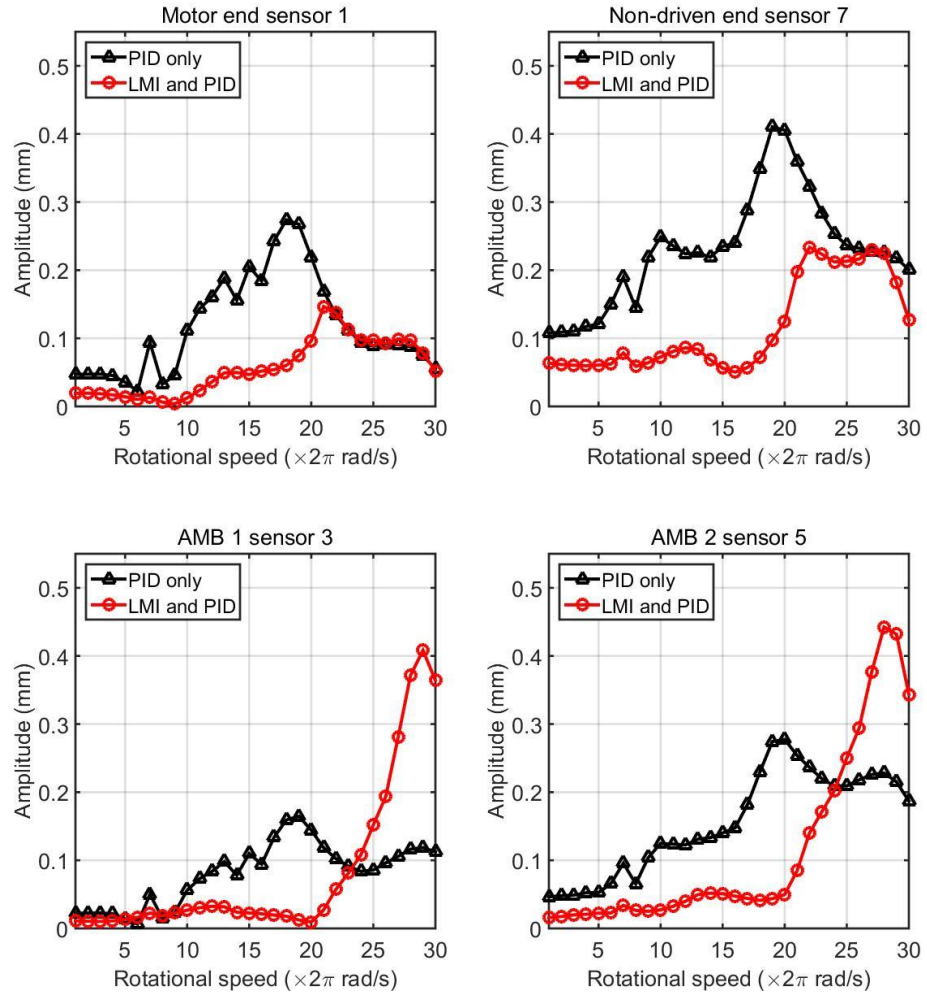 Motor end sensor 1
Amplitude (mm)
0.5
0.4
0.3
0.2
0.1
0
PID only
LMI and PID
5 10 15 20 25 30
Rotational speed (×2π rad/s)
Non-driven end sensor 7
Amplitude (mm)
0.5
0.4
0.3
0.2
0.1
0
PID only
LMI and PID
5 10 15 20 25 30
Rotational speed (×2π rad/s)
AMB 1 sensor 3
Amplitude (mm)
0.5
0.4
0.3
0.2
0.1
0
PID only
LMI and PID
5 10 15 20 25 30
Rotational speed (×2π rad/s)
AMB 2 sensor 5
Amplitude (mm)
0.5
0.4
0.3
0.2
0.1
0
PID only
LMI and PID
5 10 15 20 25 30
Rotational speed (×2π rad/s)